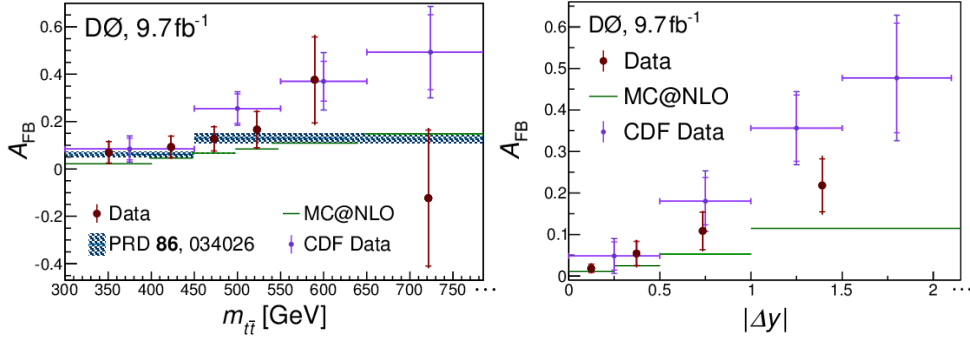 DØ, 9.7 fb⁻¹
A_FB
0.6
0.4
0.2
0
-0.2
-0.4
Data
MC@NLO
PRD 86, 034026
CDF Data
300 350 400 450 500 550 600 650 700 750 ...
m_tt̄ [GeV]
DØ, 9.7 fb⁻¹
Data
MC@NLO
CDF Data
A_FB
0.6
0.5
0.4
0.3
0.2
0.1
0
0 0.5 1 1.5 2 ...
|Δy|